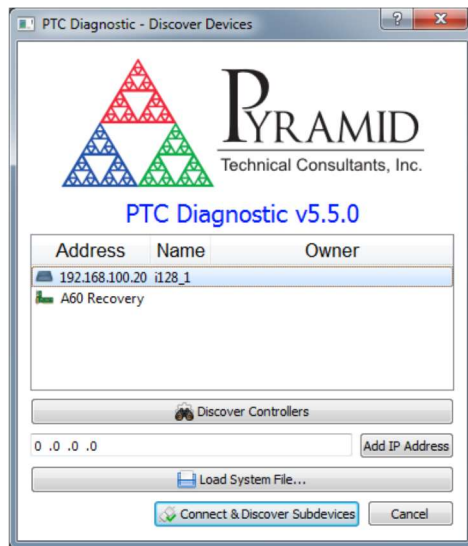 PTC Diagnostic - Discover Devices
PYRAMID
Technical Consultants, Inc.
PTC Diagnostic v5.5.0
Address Name Owner
192.168.100.20 i128_1
A60 Recovery
Discover Controllers
0 .0 .0 .0 Add IP Address
Load System File...
Connect & Discover Subdevices Cancel